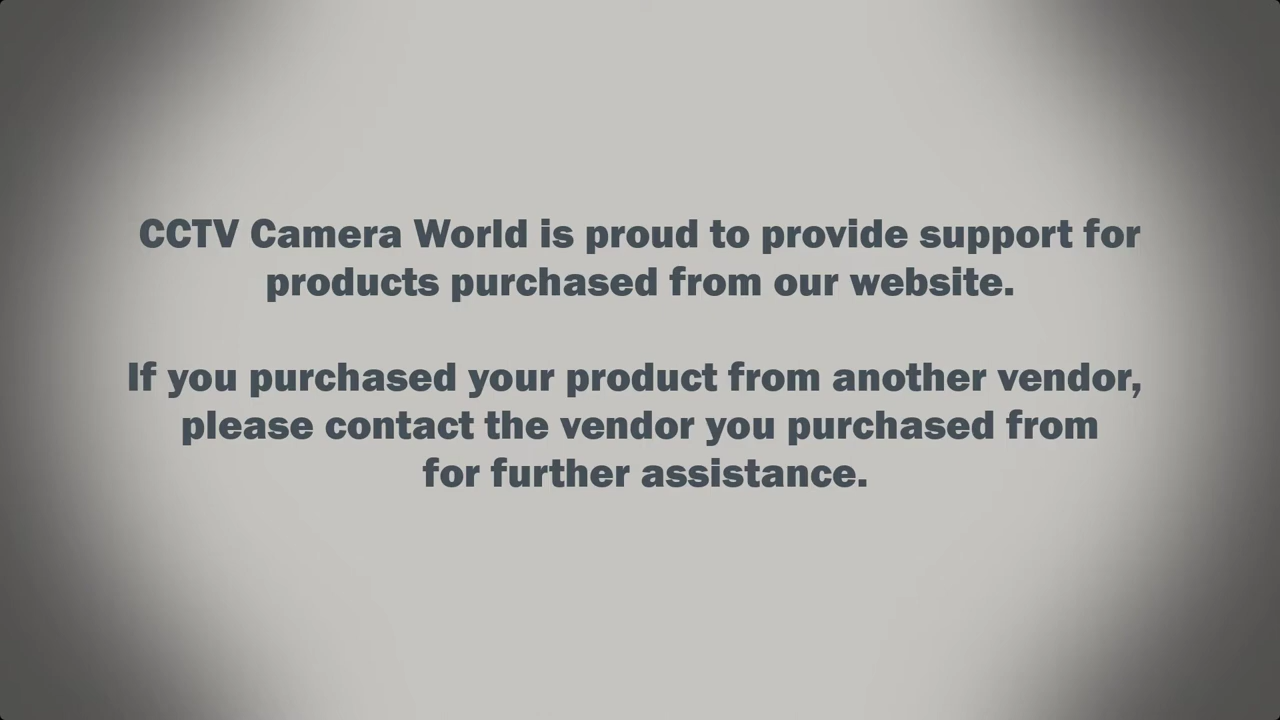 CCTV Camera World is proud to provide support for
products purchased from our website.
If you purchased your product from another vendor,
please contact the vendor you purchased from
for further assistance.